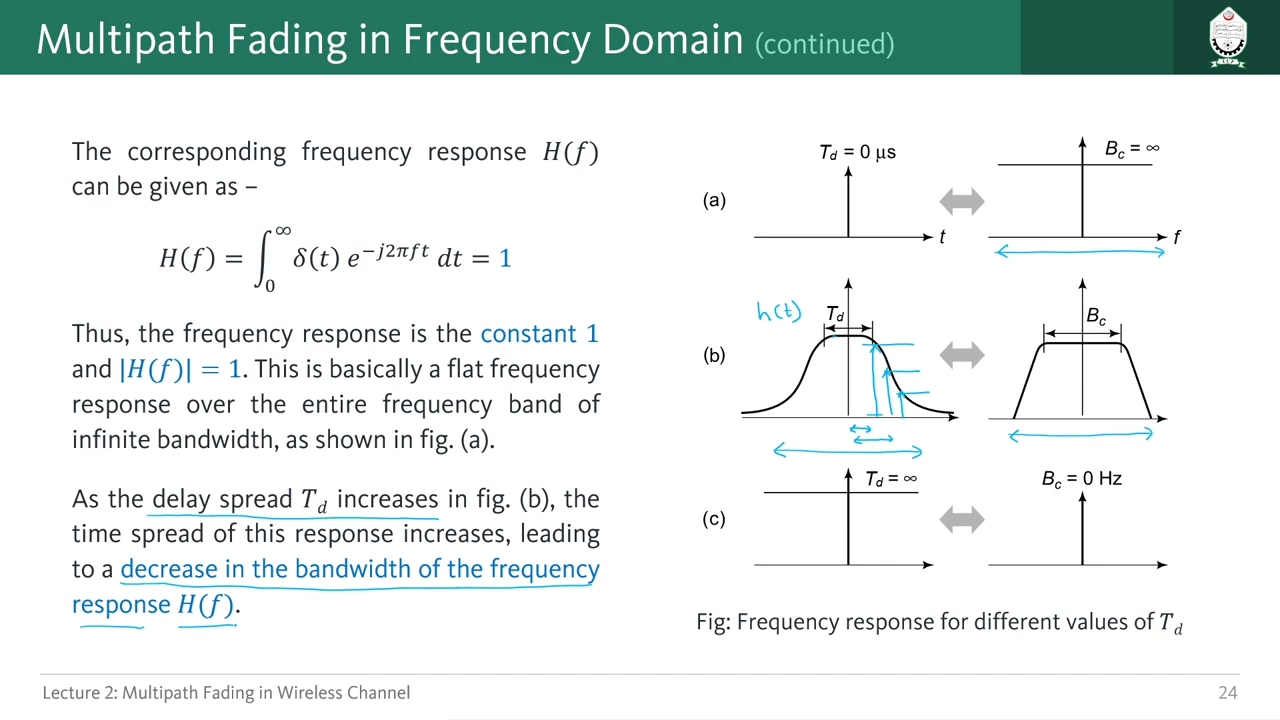 Multipath Fading in Frequency Domain (continued)
The corresponding frequency response H(f)
can be given as –
H(f) = ∫₀^∞ δ(t) e^{−j2πft} dt = 1
Thus, the frequency response is the constant 1
and |H(f)| = 1. This is basically a flat frequency
response over the entire frequency band of
infinite bandwidth, as shown in fig. (a).
As the delay spread T_d increases in fig. (b), the
time spread of this response increases, leading
to a decrease in the bandwidth of the frequency
response H(f).
(a)
T_d = 0 μs
t
B_c = ∞
f
(b)
h(t)
T_d
B_c
(c)
T_d = ∞
B_c = 0 Hz
Fig: Frequency response for different values of T_d
Lecture 2: Multipath Fading in Wireless Channel
24